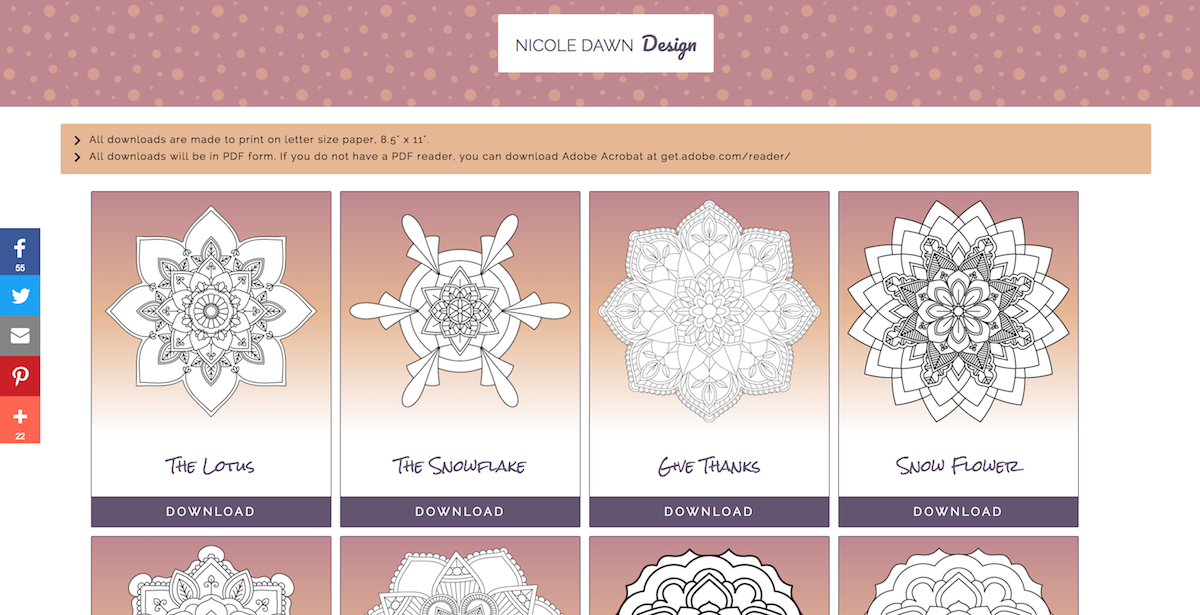 NICOLE DAWN Design
All downloads are made to print on letter size paper, 8.5" x 11".
All downloads will be in PDF form. If you do not have a PDF reader, you can download Adobe Acrobat at get.adobe.com/reader/
55
22
The Lotus
The Snowflake
Give Thanks
Snow Flower
DOWNLOAD
DOWNLOAD
DOWNLOAD
DOWNLOAD